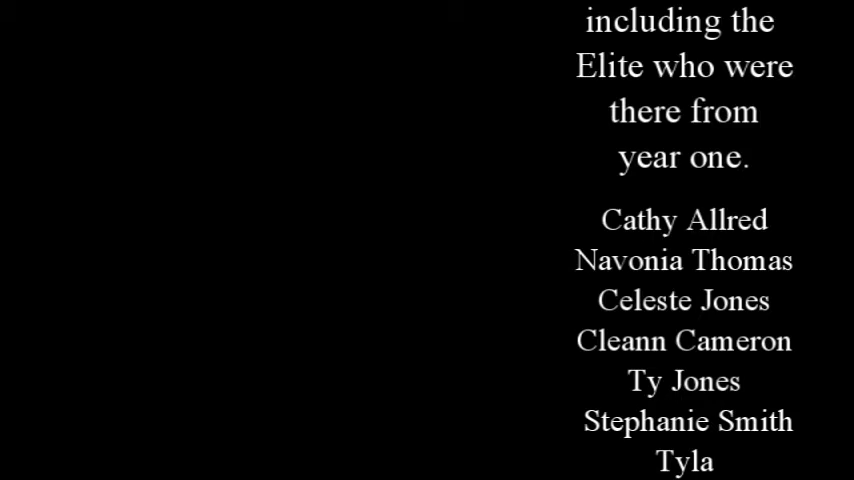 including the
Elite who were
there from
year one.
Cathy Allred
Navonia Thomas
Celeste Jones
Cleann Cameron
Ty Jones
Stephanie Smith
Tyla